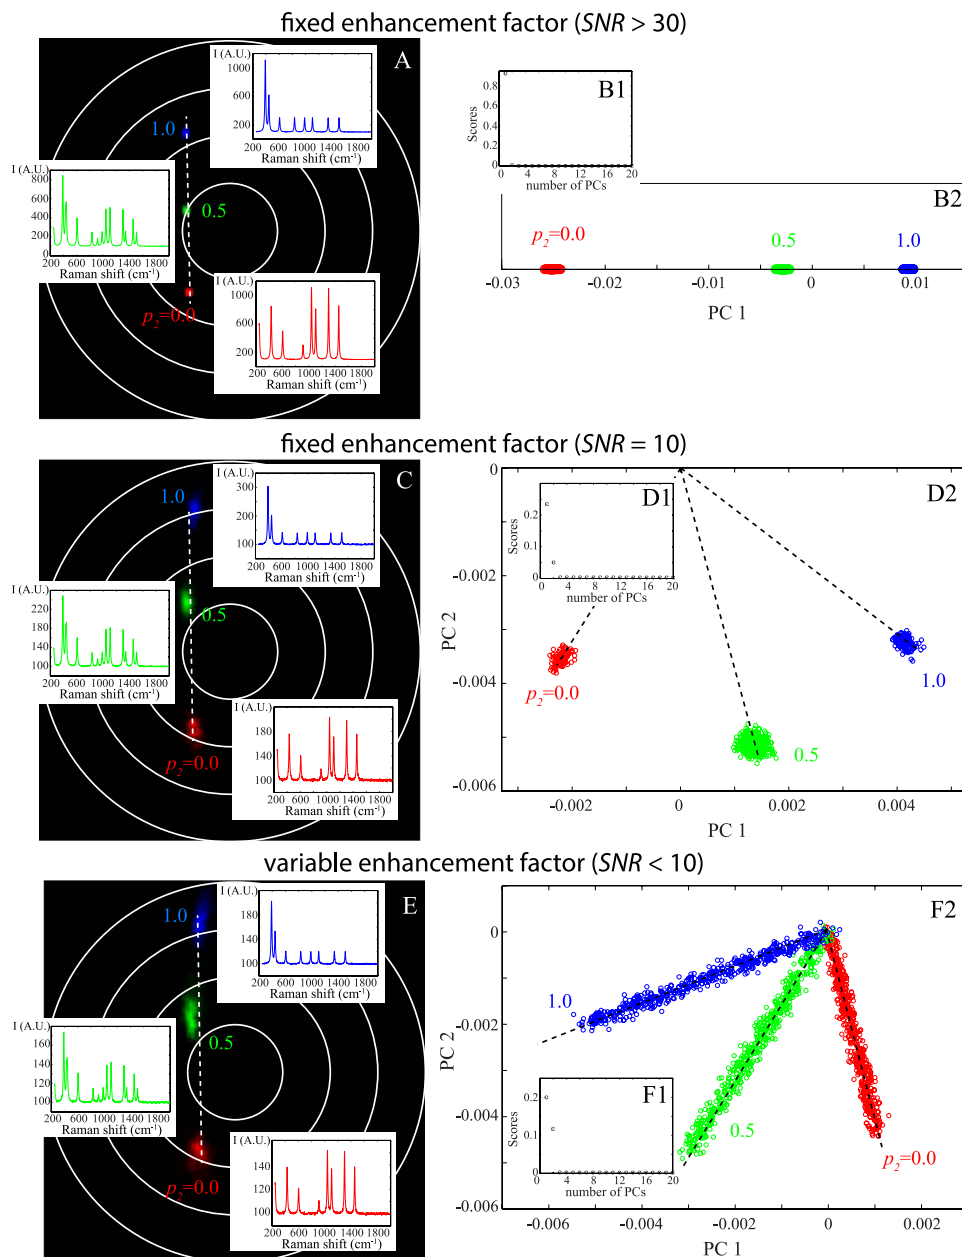 fixed enhancement factor (SNR > 30)
A
I (A.U.)
1000
600
200
200 600 1000 1400 1800
Raman shift (cm-1)
1.0
I (A.U.)
800
600
400
200
0
200 600 1000 1400 1800
Raman shift (cm-1)
0.5
1000
600
200
200 600 1000 1400 1800
Raman shift (cm-1)
p2=0.0
B1
Scores
0.8
0.6
0.4
0.2
0
0 2 4 6 8 10 12 14 16 20
number of PCs
B2
p2=0.0
0.5
1.0
-0.03 -0.02 -0.01 0 0.01
PC 1
fixed enhancement factor (SNR = 10)
C
I (A.U.)
300
200
100
200 600 1000 1400 1800
Raman shift (cm-1)
1.0
I (A.U.)
220
180
140
100
200 600 1000 1400 1800
Raman shift (cm-1)
0.5
I (A.U.)
180
140
100
200 600 1000 1400 1800
Raman shift (cm-1)
p2=0.0
D1
Scores
0.2
0.1
0
0 4 8 12 16 20
number of PCs
D2
0
-0.002
-0.004
-0.006
PC 2
p2=0.0
0.5
1.0
-0.002 0 0.002 0.004
PC 1
variable enhancement factor (SNR < 10)
E
I (A.U.)
180
140
100
200 600 1000 1400 1800
Raman shift (cm-1)
1.0
I (A.U.)
160
140
120
100
200 600 1000 1400 1800
Raman shift (cm-1)
0.5
I (A.U.)
140
120
100
200 600 1000 1400 1800
Raman shift (cm-1)
p2=0.0
F2
0
-0.002
-0.004
-0.006
PC 2
1.0
0.5
p2=0.0
F1
Scores
0.2
0.1
0
0 4 8 12 16 20
number of PCs
-0.006 -0.004 -0.002 0 0.002
PC 1